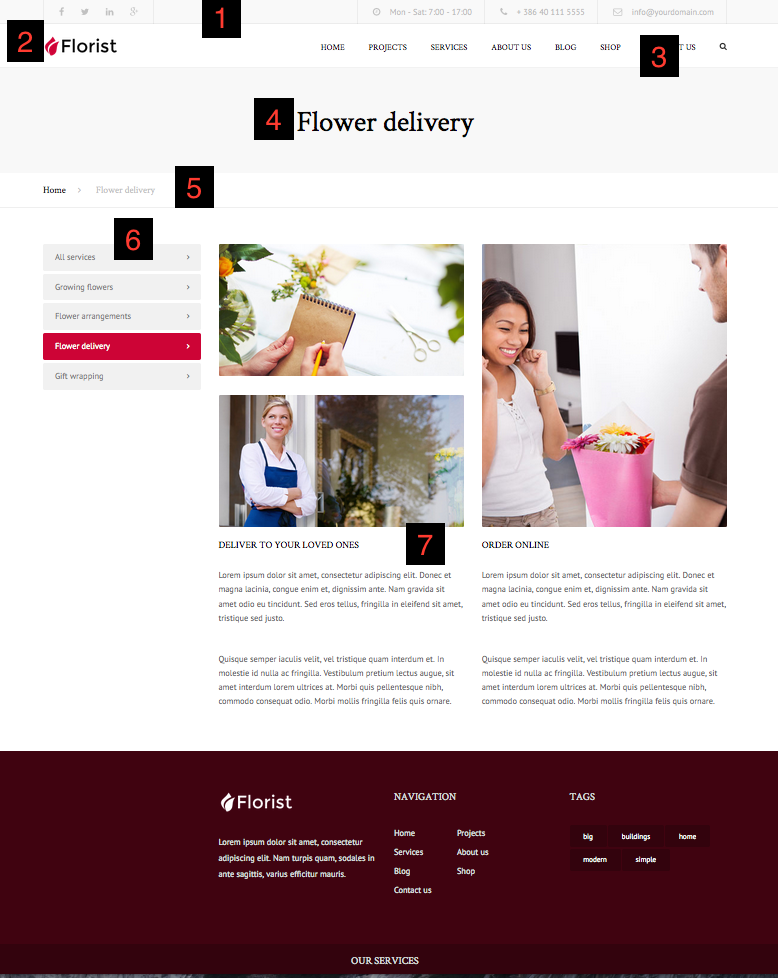 1
Mon - Sat: 7:00 - 17:00
+ 386 40 111 5555
info@yourdomain.com
2
Florist
HOME
PROJECTS
SERVICES
ABOUT US
BLOG
SHOP
3
T US
4
Flower delivery
Home
Flower delivery
5
6
All services
Growing flowers
Flower arrangements
Flower delivery
Gift wrapping
7
DELIVER TO YOUR LOVED ONES
Lorem ipsum dolor sit amet, consectetur adipiscing elit. Donec et
magna lacinia, congue enim et, dignissim ante. Nam gravida sit
amet odio eu tincidunt. Sed eros tellus, fringilla in eleifend sit amet,
tristique sed justo.
Quisque semper iaculis velit, vel tristique quam interdum et. In
molestie id nulla ac fringilla. Vestibulum pretium lectus augue, sit
amet interdum lorem ultrices at. Morbi quis pellentesque nibh,
commodo consequat odio. Morbi mollis fringilla felis quis ornare.
ORDER ONLINE
Lorem ipsum dolor sit amet, consectetur adipiscing elit. Donec et
magna lacinia, congue enim et, dignissim ante. Nam gravida sit
amet odio eu tincidunt. Sed eros tellus, fringilla in eleifend sit amet,
tristique sed justo.
Quisque semper iaculis velit, vel tristique quam interdum et. In
molestie id nulla ac fringilla. Vestibulum pretium lectus augue, sit
amet interdum lorem ultrices at. Morbi quis pellentesque nibh,
commodo consequat odio. Morbi mollis fringilla felis quis ornare.
Florist
Lorem ipsum dolor sit amet, consectetur
adipiscing elit. Nam turpis quam, sodales in
ante sagittis, varius efficitur mauris.
NAVIGATION
Home
Projects
Services
About us
Blog
Shop
Contact us
TAGS
big
buildings
home
modern
simple
OUR SERVICES